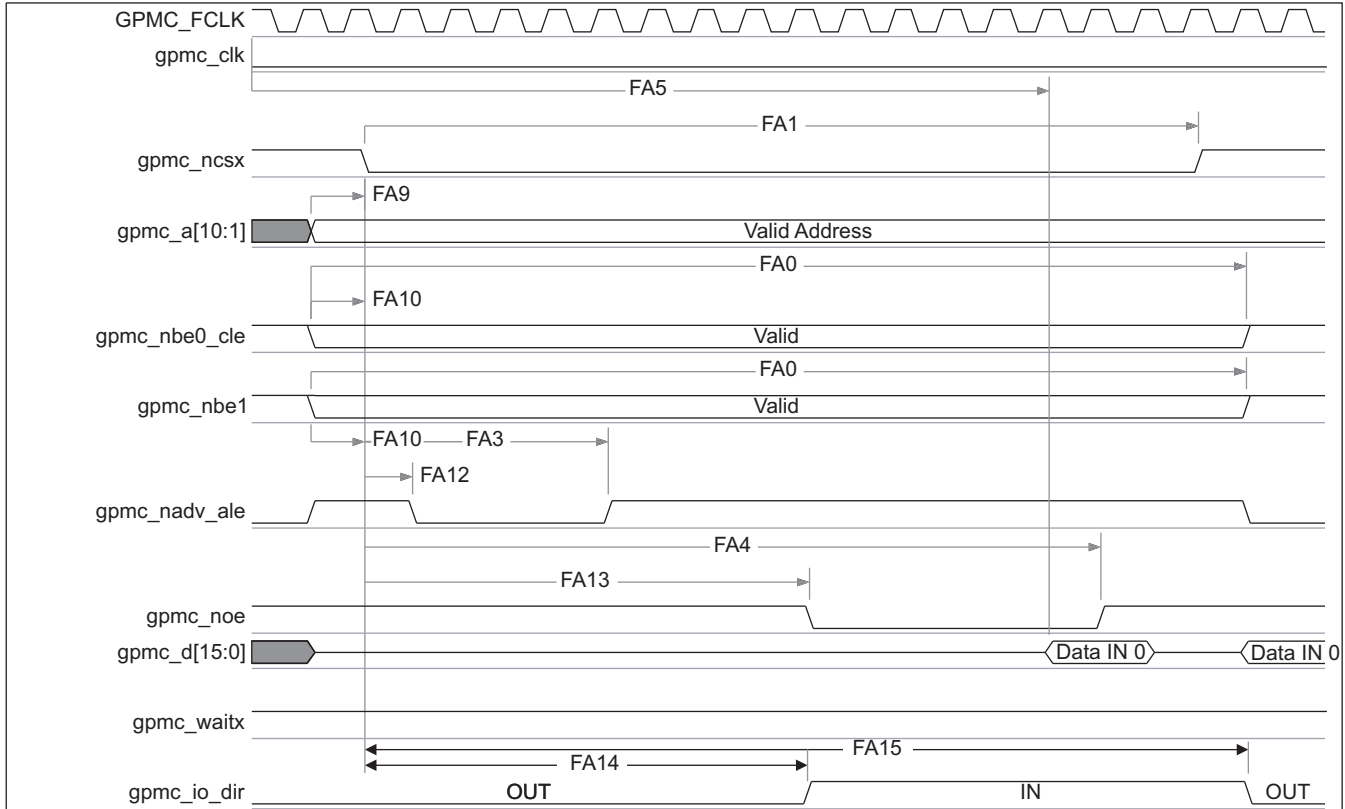 GPMC_FCLK
gpmc_clk
FA5
FA1
gpmc_ncsx
FA9
gpmc_a[10:1]
Valid Address
FA0
FA10
gpmc_nbe0_cle
Valid
FA0
gpmc_nbe1
Valid
FA10
FA3
FA12
gpmc_nadv_ale
FA4
FA13
gpmc_noe
gpmc_d[15:0]
Data IN 0
Data IN 0
gpmc_waitx
FA15
FA14
gpmc_io_dir
OUT
IN
OUT